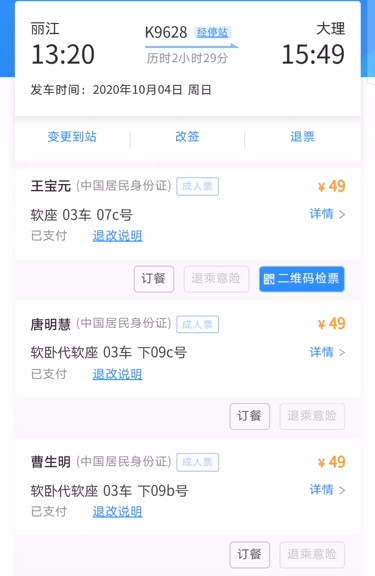 丽江 K9628 经停站 大理
13:20 历时2小时29分 15:49
发车时间：2020年10月04日 周日
变更到站 改签 退票
王宝元 (中国居民身份证) 成人票 ¥49
软座 03车 07c号 详情 >
已支付 退改说明
订餐 退乘意险 二维码检票
唐明慧 (中国居民身份证) 成人票 ¥49
软卧代软座 03车 下09c号 详情 >
已支付 退改说明
订餐 退乘意险
曹生明 (中国居民身份证) 成人票 ¥49
软卧代软座 03车 下09b号 详情 >
已支付 退改说明
订餐 退乘意险